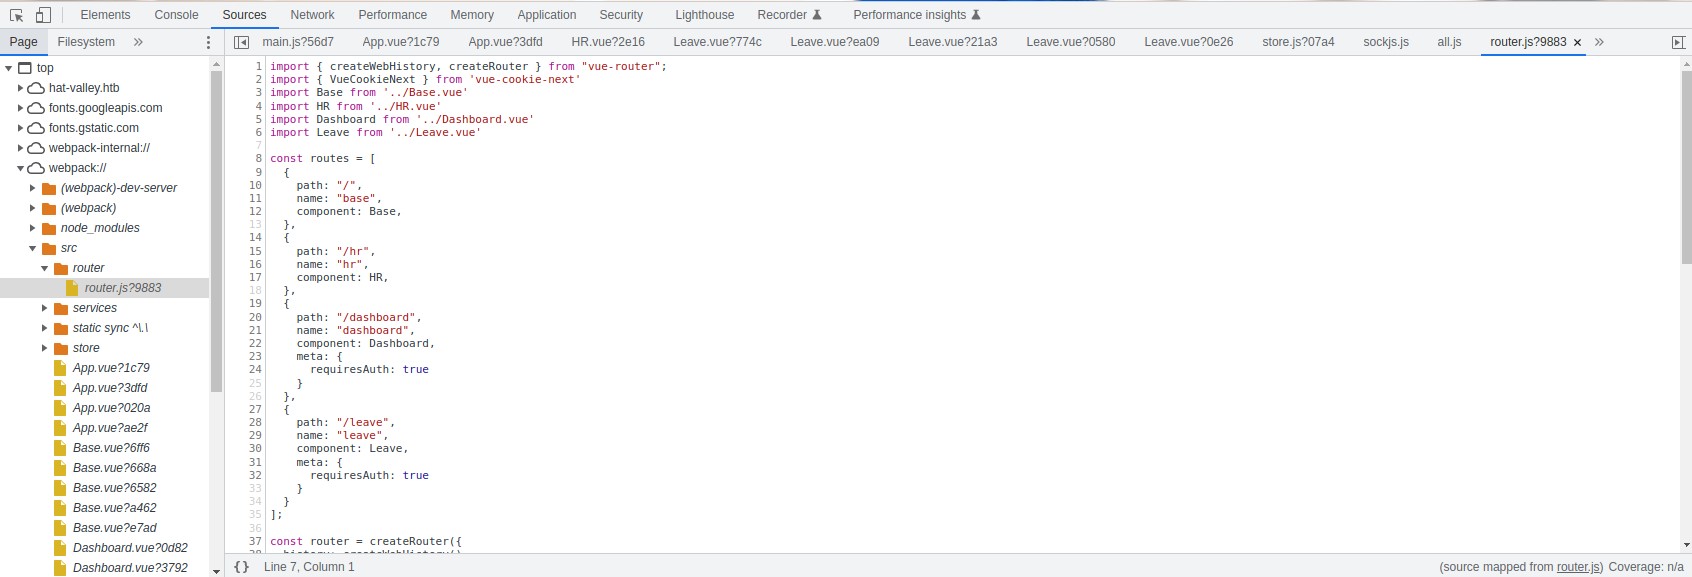 Elements Console Sources Network Performance Memory Application Security Lighthouse Recorder Performance insights
Page Filesystem » main.js?56d7 App.vue?1c79 App.vue?3dfd HR.vue?2e16 Leave.vue?774c Leave.vue?ea09 Leave.vue?21a3 Leave.vue?0580 Leave.vue?0e26 store.js?07a4 sockjs.js all.js router.js?9883 × »
top
hat-valley.htb
fonts.googleapis.com
fonts.gstatic.com
webpack-internal://
webpack://
(webpack)-dev-server
(webpack)
node_modules
src
router
router.js?9883
services
static sync ^\.\
store
App.vue?1c79
App.vue?3dfd
App.vue?020a
App.vue?ae2f
Base.vue?6ff6
Base.vue?668a
Base.vue?6582
Base.vue?a462
Base.vue?e7ad
Dashboard.vue?0d82
Dashboard.vue?3792
1 import { createWebHistory, createRouter } from "vue-router";
2 import { VueCookieNext } from 'vue-cookie-next'
3 import Base from '../Base.vue'
4 import HR from '../HR.vue'
5 import Dashboard from '../Dashboard.vue'
6 import Leave from '../Leave.vue'
7
8 const routes = [
9 {
10 path: "/",
11 name: "base",
12 component: Base,
13 },
14 {
15 path: "/hr",
16 name: "hr",
17 component: HR,
18 },
19 {
20 path: "/dashboard",
21 name: "dashboard",
22 component: Dashboard,
23 meta: {
24 requiresAuth: true
25 }
26 },
27 {
28 path: "/leave",
29 name: "leave",
30 component: Leave,
31 meta: {
32 requiresAuth: true
33 }
34 }
35 ];
36
37 const router = createRouter({
38 history: createWebHistory(),
{} Line 7, Column 1 (source mapped from router.js) Coverage: n/a